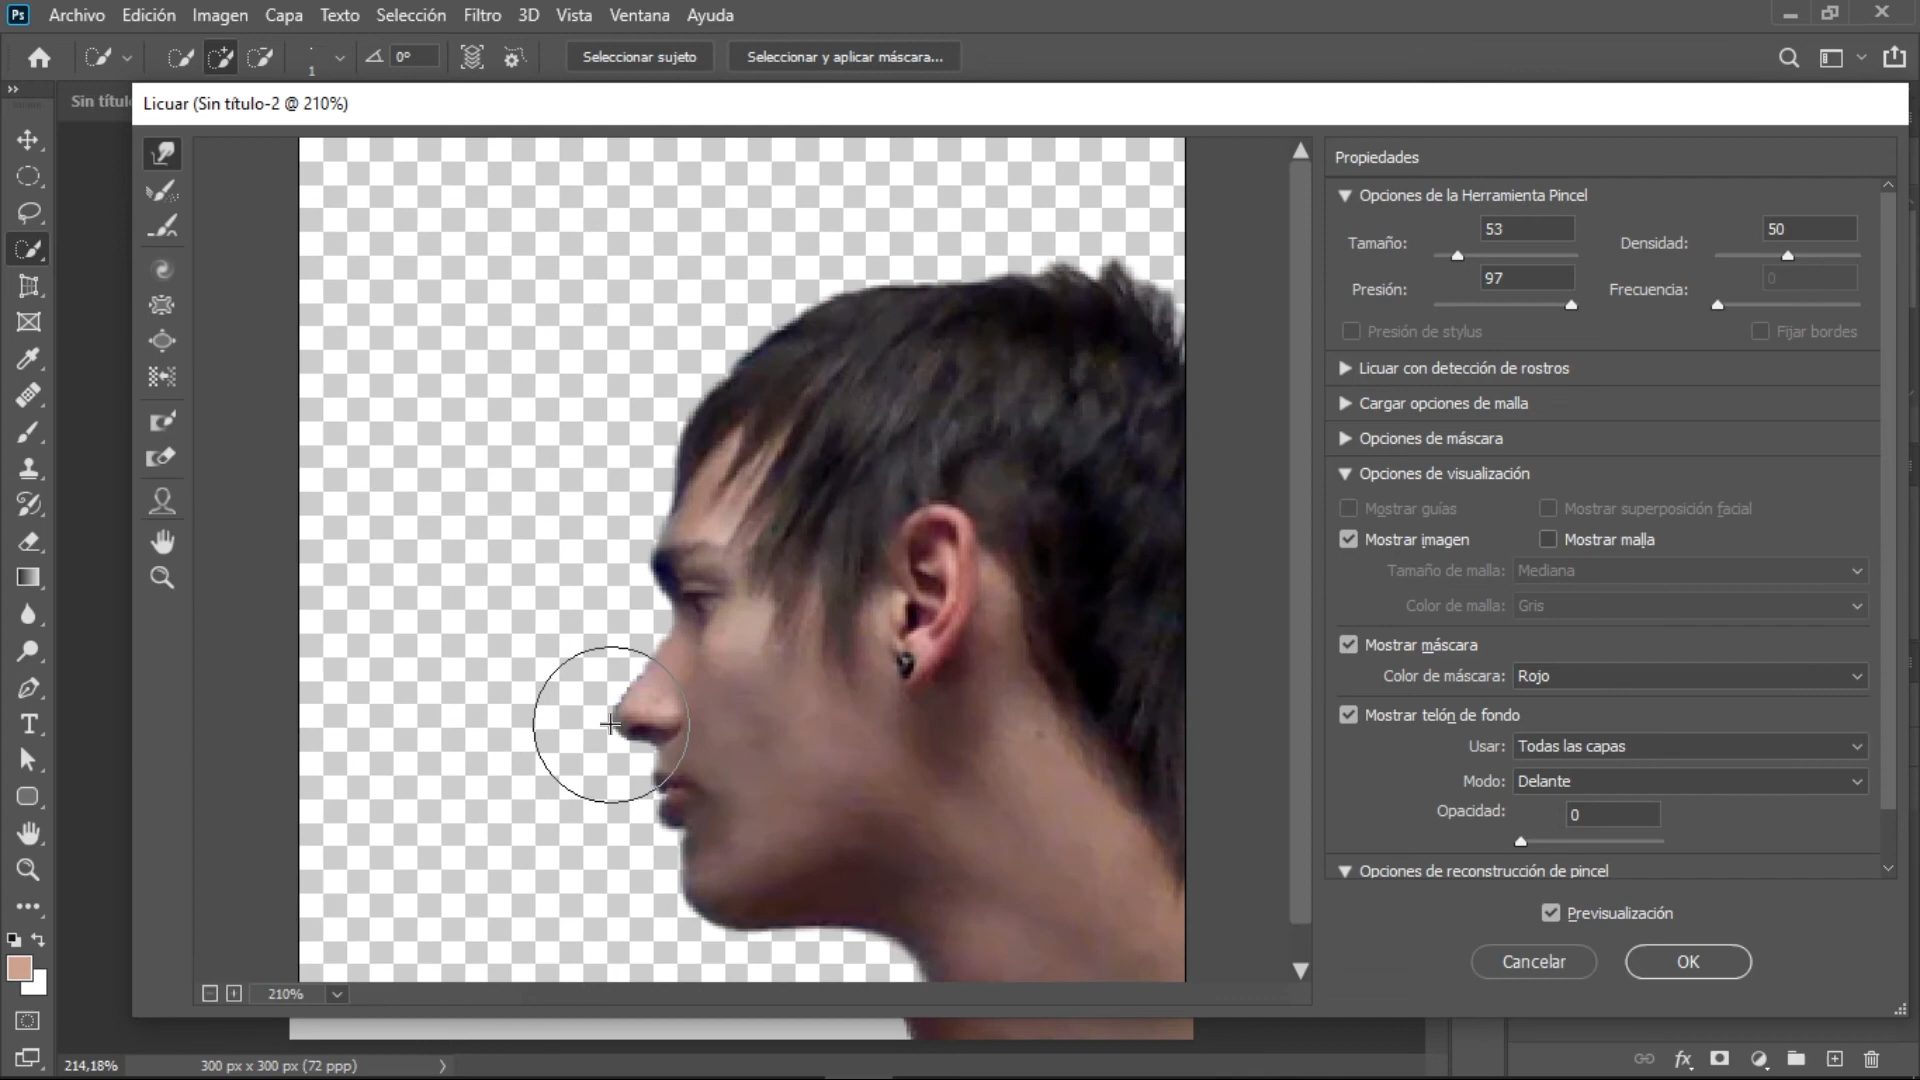 Ps Archivo Edición Imagen Capa Texto Selección Filtro 3D Vista Ventana Ayuda
1 0° Seleccionar sujeto Seleccionar y aplicar máscara...
Sin títul
Licuar (Sin título-2 @ 210%)
Propiedades
Opciones de la Herramienta Pincel
Tamaño: 53 Densidad: 50
Presión: 97 Frecuencia: 0
Presión de stylus Fijar bordes
Licuar con detección de rostros
Cargar opciones de malla
Opciones de máscara
Opciones de visualización
Mostrar guías Mostrar superposición facial
Mostrar imagen Mostrar malla
Tamaño de malla: Mediana
Color de malla: Gris
Mostrar máscara
Color de máscara: Rojo
Mostrar telón de fondo
Usar: Todas las capas
Modo: Delante
Opacidad: 0
Opciones de reconstrucción de pincel
Previsualización
Cancelar OK
210%
214,18% 300 px x 300 px (72 ppp)
fx